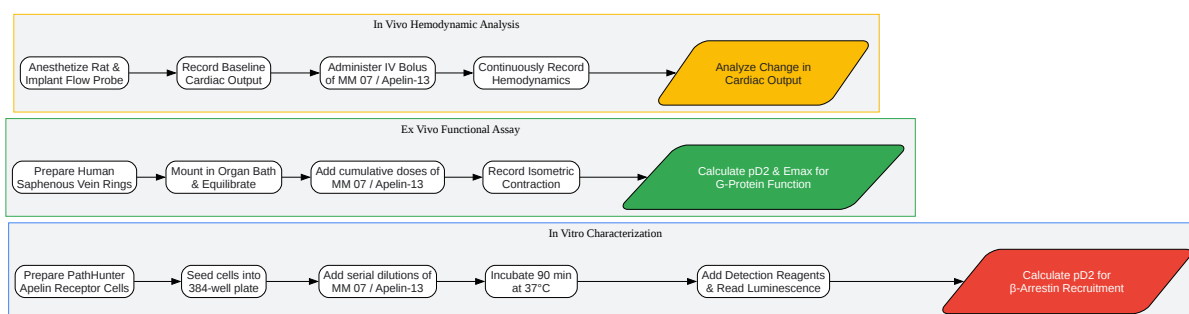 In Vivo Hemodynamic Analysis
Anesthetize Rat &
Implant Flow Probe
Record Baseline
Cardiac Output
Administer IV Bolus
of MM 07 / Apelin-13
Continuously Record
Hemodynamics
Analyze Change in
Cardiac Output
Ex Vivo Functional Assay
Prepare Human
Saphenous Vein Rings
Mount in Organ Bath
& Equilibrate
Add cumulative doses of
MM 07 / Apelin-13
Record Isometric
Contraction
Calculate pD2 & Emax for
G-Protein Function
In Vitro Characterization
Prepare PathHunter
Apelin Receptor Cells
Seed cells into
384-well plate
Add serial dilutions of
MM 07 / Apelin-13
Incubate 90 min
at 37°C
Add Detection Reagents
& Read Luminescence
Calculate pD2 for
β-Arrestin Recruitment